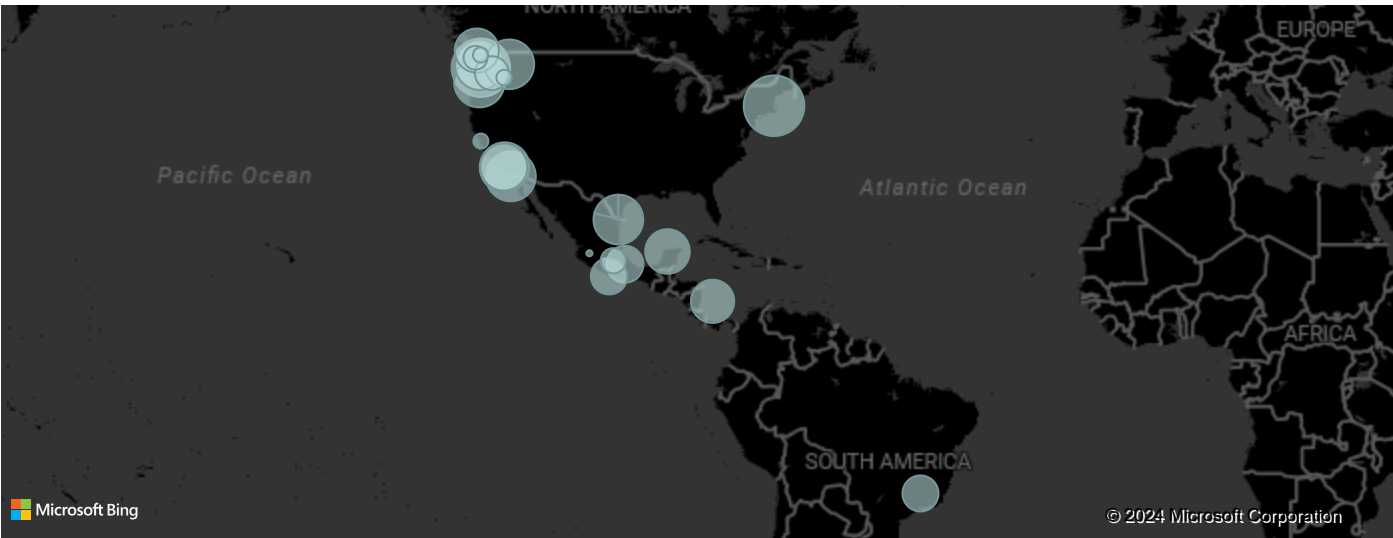 NORTH AMERICA
EUROPE
Pacific Ocean
Atlantic Ocean
AFRICA
SOUTH AMERICA
Microsoft Bing
© 2024 Microsoft Corporation